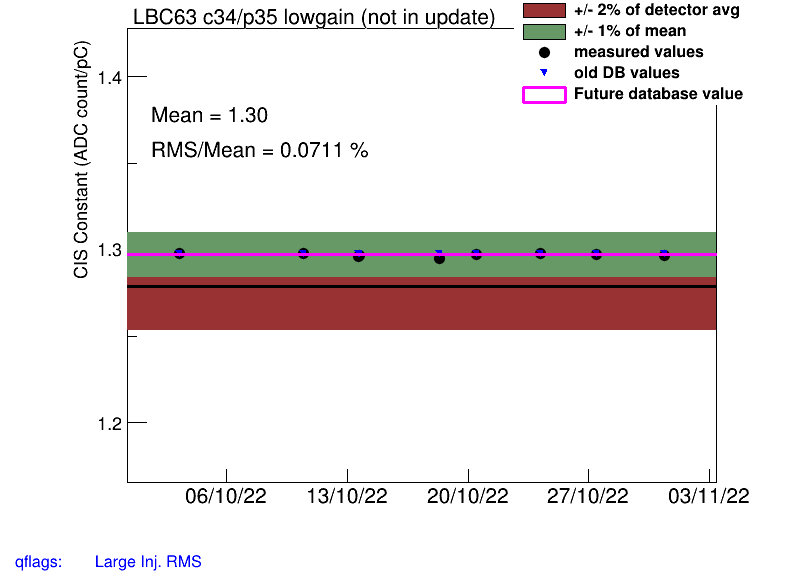 LBC63 c34/p35 lowgain (not in update)
+/- 2% of detector avg
+/- 1% of mean
measured values
old DB values
Future database value
CIS Constant (ADC count/pC)
1.4
1.3
1.2
Mean = 1.30
RMS/Mean = 0.0711 %
06/10/22 13/10/22 20/10/22 27/10/22 03/11/22
qflags: Large Inj. RMS